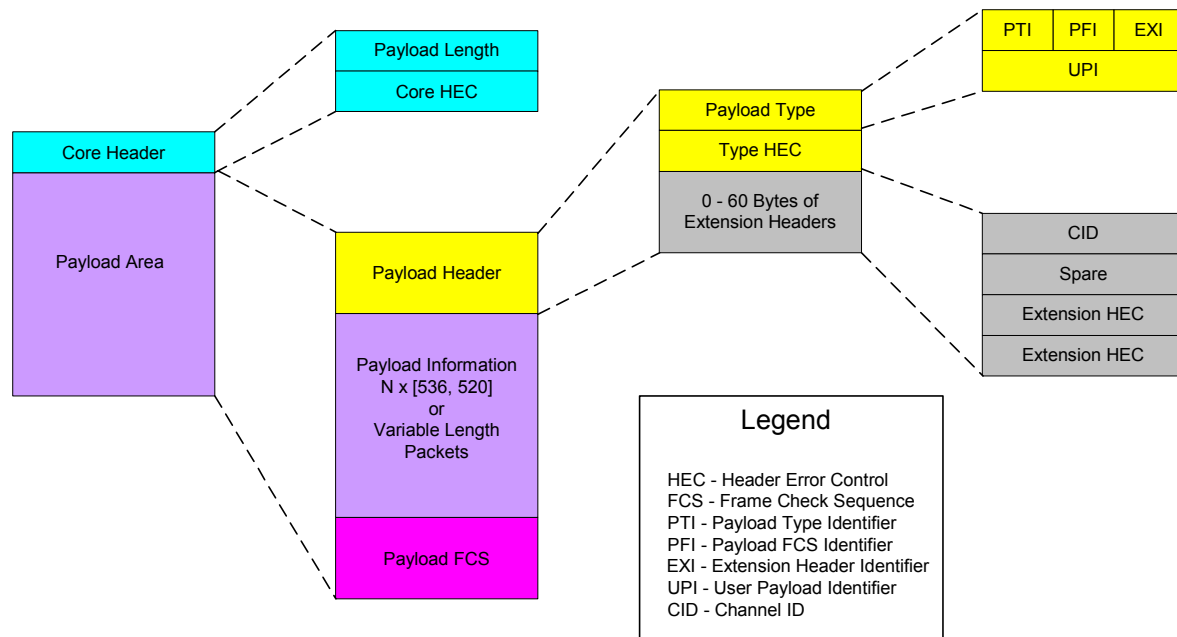 Core Header
Payload Area
Payload Length
Core HEC
Payload Header
Payload Information
N x [536, 520]
or
Variable Length
Packets
Payload FCS
Payload Type
Type HEC
0 - 60 Bytes of
Extension Headers
PTI PFI EXI
UPI
CID
Spare
Extension HEC
Extension HEC
Legend
HEC - Header Error Control
FCS - Frame Check Sequence
PTI - Payload Type Identifier
PFI - Payload FCS Identifier
EXI - Extension Header Identifier
UPI - User Payload Identifier
CID - Channel ID